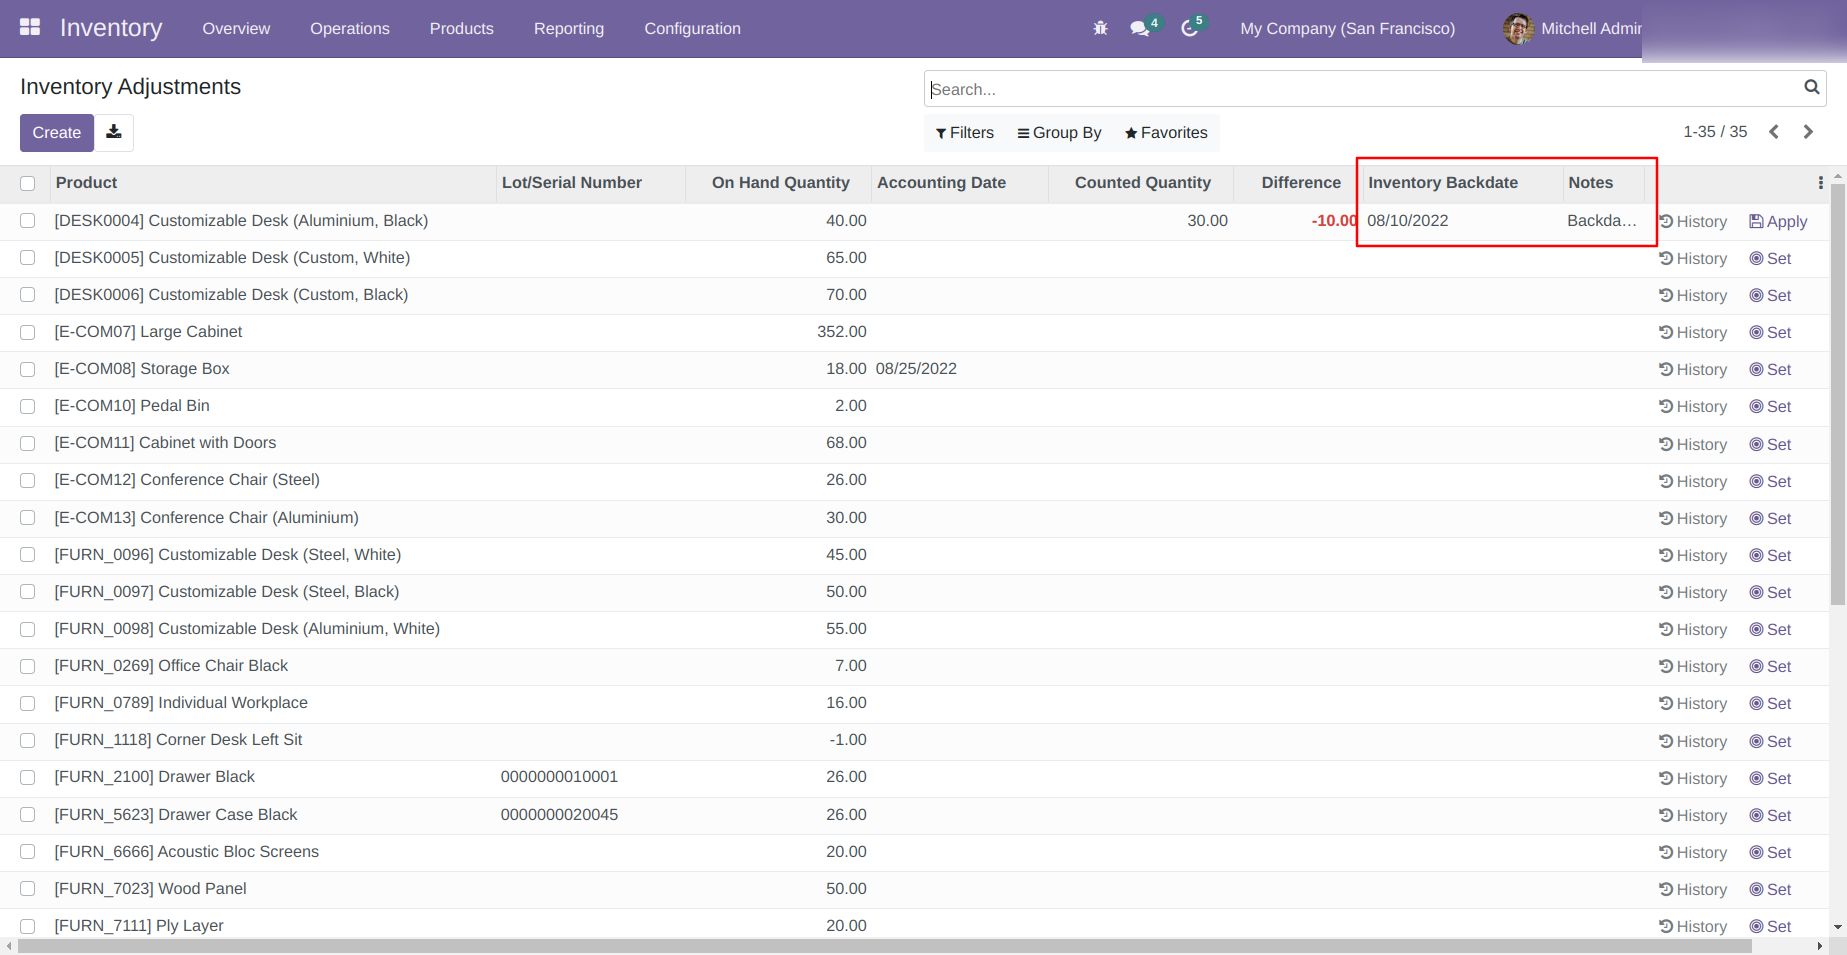 Inventory Overview Operations Products Reporting Configuration 4 5 My Company (San Francisco) Mitchell Admin
Inventory Adjustments
Search...
Create
Filters Group By Favorites 1-35 / 35
Product Lot/Serial Number On Hand Quantity Accounting Date Counted Quantity Difference Inventory Backdate Notes
[DESK0004] Customizable Desk (Aluminium, Black) 40.00 30.00 -10.00 08/10/2022 Backda... History Apply
[DESK0005] Customizable Desk (Custom, White) 65.00 History Set
[DESK0006] Customizable Desk (Custom, Black) 70.00 History Set
[E-COM07] Large Cabinet 352.00 History Set
[E-COM08] Storage Box 18.00 08/25/2022 History Set
[E-COM10] Pedal Bin 2.00 History Set
[E-COM11] Cabinet with Doors 68.00 History Set
[E-COM12] Conference Chair (Steel) 26.00 History Set
[E-COM13] Conference Chair (Aluminium) 30.00 History Set
[FURN_0096] Customizable Desk (Steel, White) 45.00 History Set
[FURN_0097] Customizable Desk (Steel, Black) 50.00 History Set
[FURN_0098] Customizable Desk (Aluminium, White) 55.00 History Set
[FURN_0269] Office Chair Black 7.00 History Set
[FURN_0789] Individual Workplace 16.00 History Set
[FURN_1118] Corner Desk Left Sit -1.00 History Set
[FURN_2100] Drawer Black 0000000010001 26.00 History Set
[FURN_5623] Drawer Case Black 0000000020045 26.00 History Set
[FURN_6666] Acoustic Bloc Screens 20.00 History Set
[FURN_7023] Wood Panel 50.00 History Set
[FURN_7111] Ply Layer 20.00 History Set